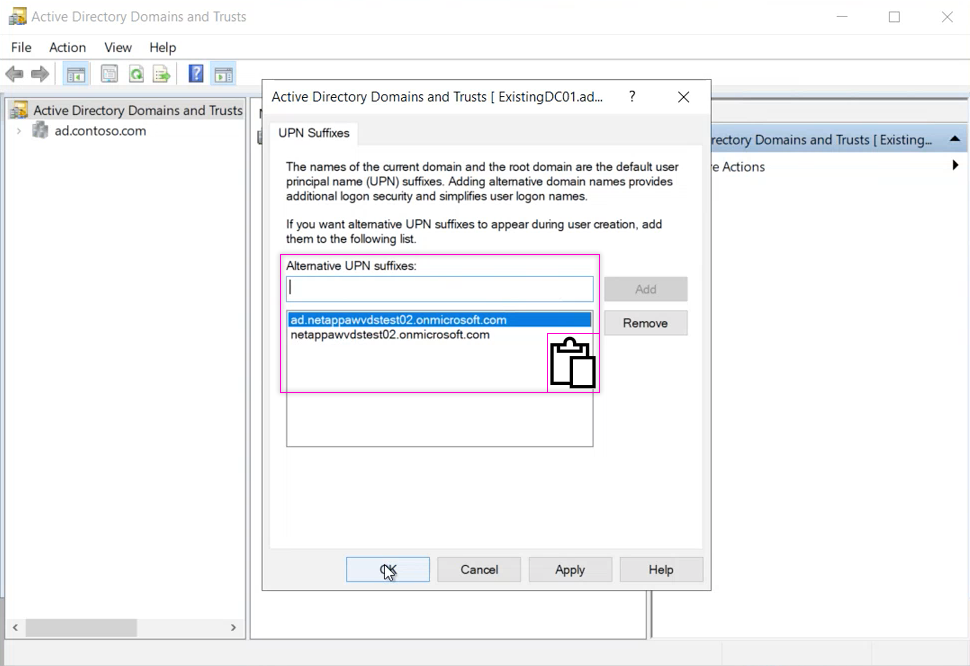 Active Directory Domains and Trusts
File Action View Help
Active Directory Domains and Trusts
ad.contoso.com
Active Directory Domains and Trusts [ ExistingDC01.ad...
UPN Suffixes
The names of the current domain and the root domain are the default user
principal name (UPN) suffixes. Adding alternative domain names provides
additional logon security and simplifies user logon names.
If you want alternative UPN suffixes to appear during user creation, add
them to the following list.
Alternative UPN suffixes:
Add
ad.netappawvdstest02.onmicrosoft.com
netappawvdstest02.onmicrosoft.com
Remove
OK Cancel Apply Help
rectory Domains and Trusts [ Existing...
e Actions